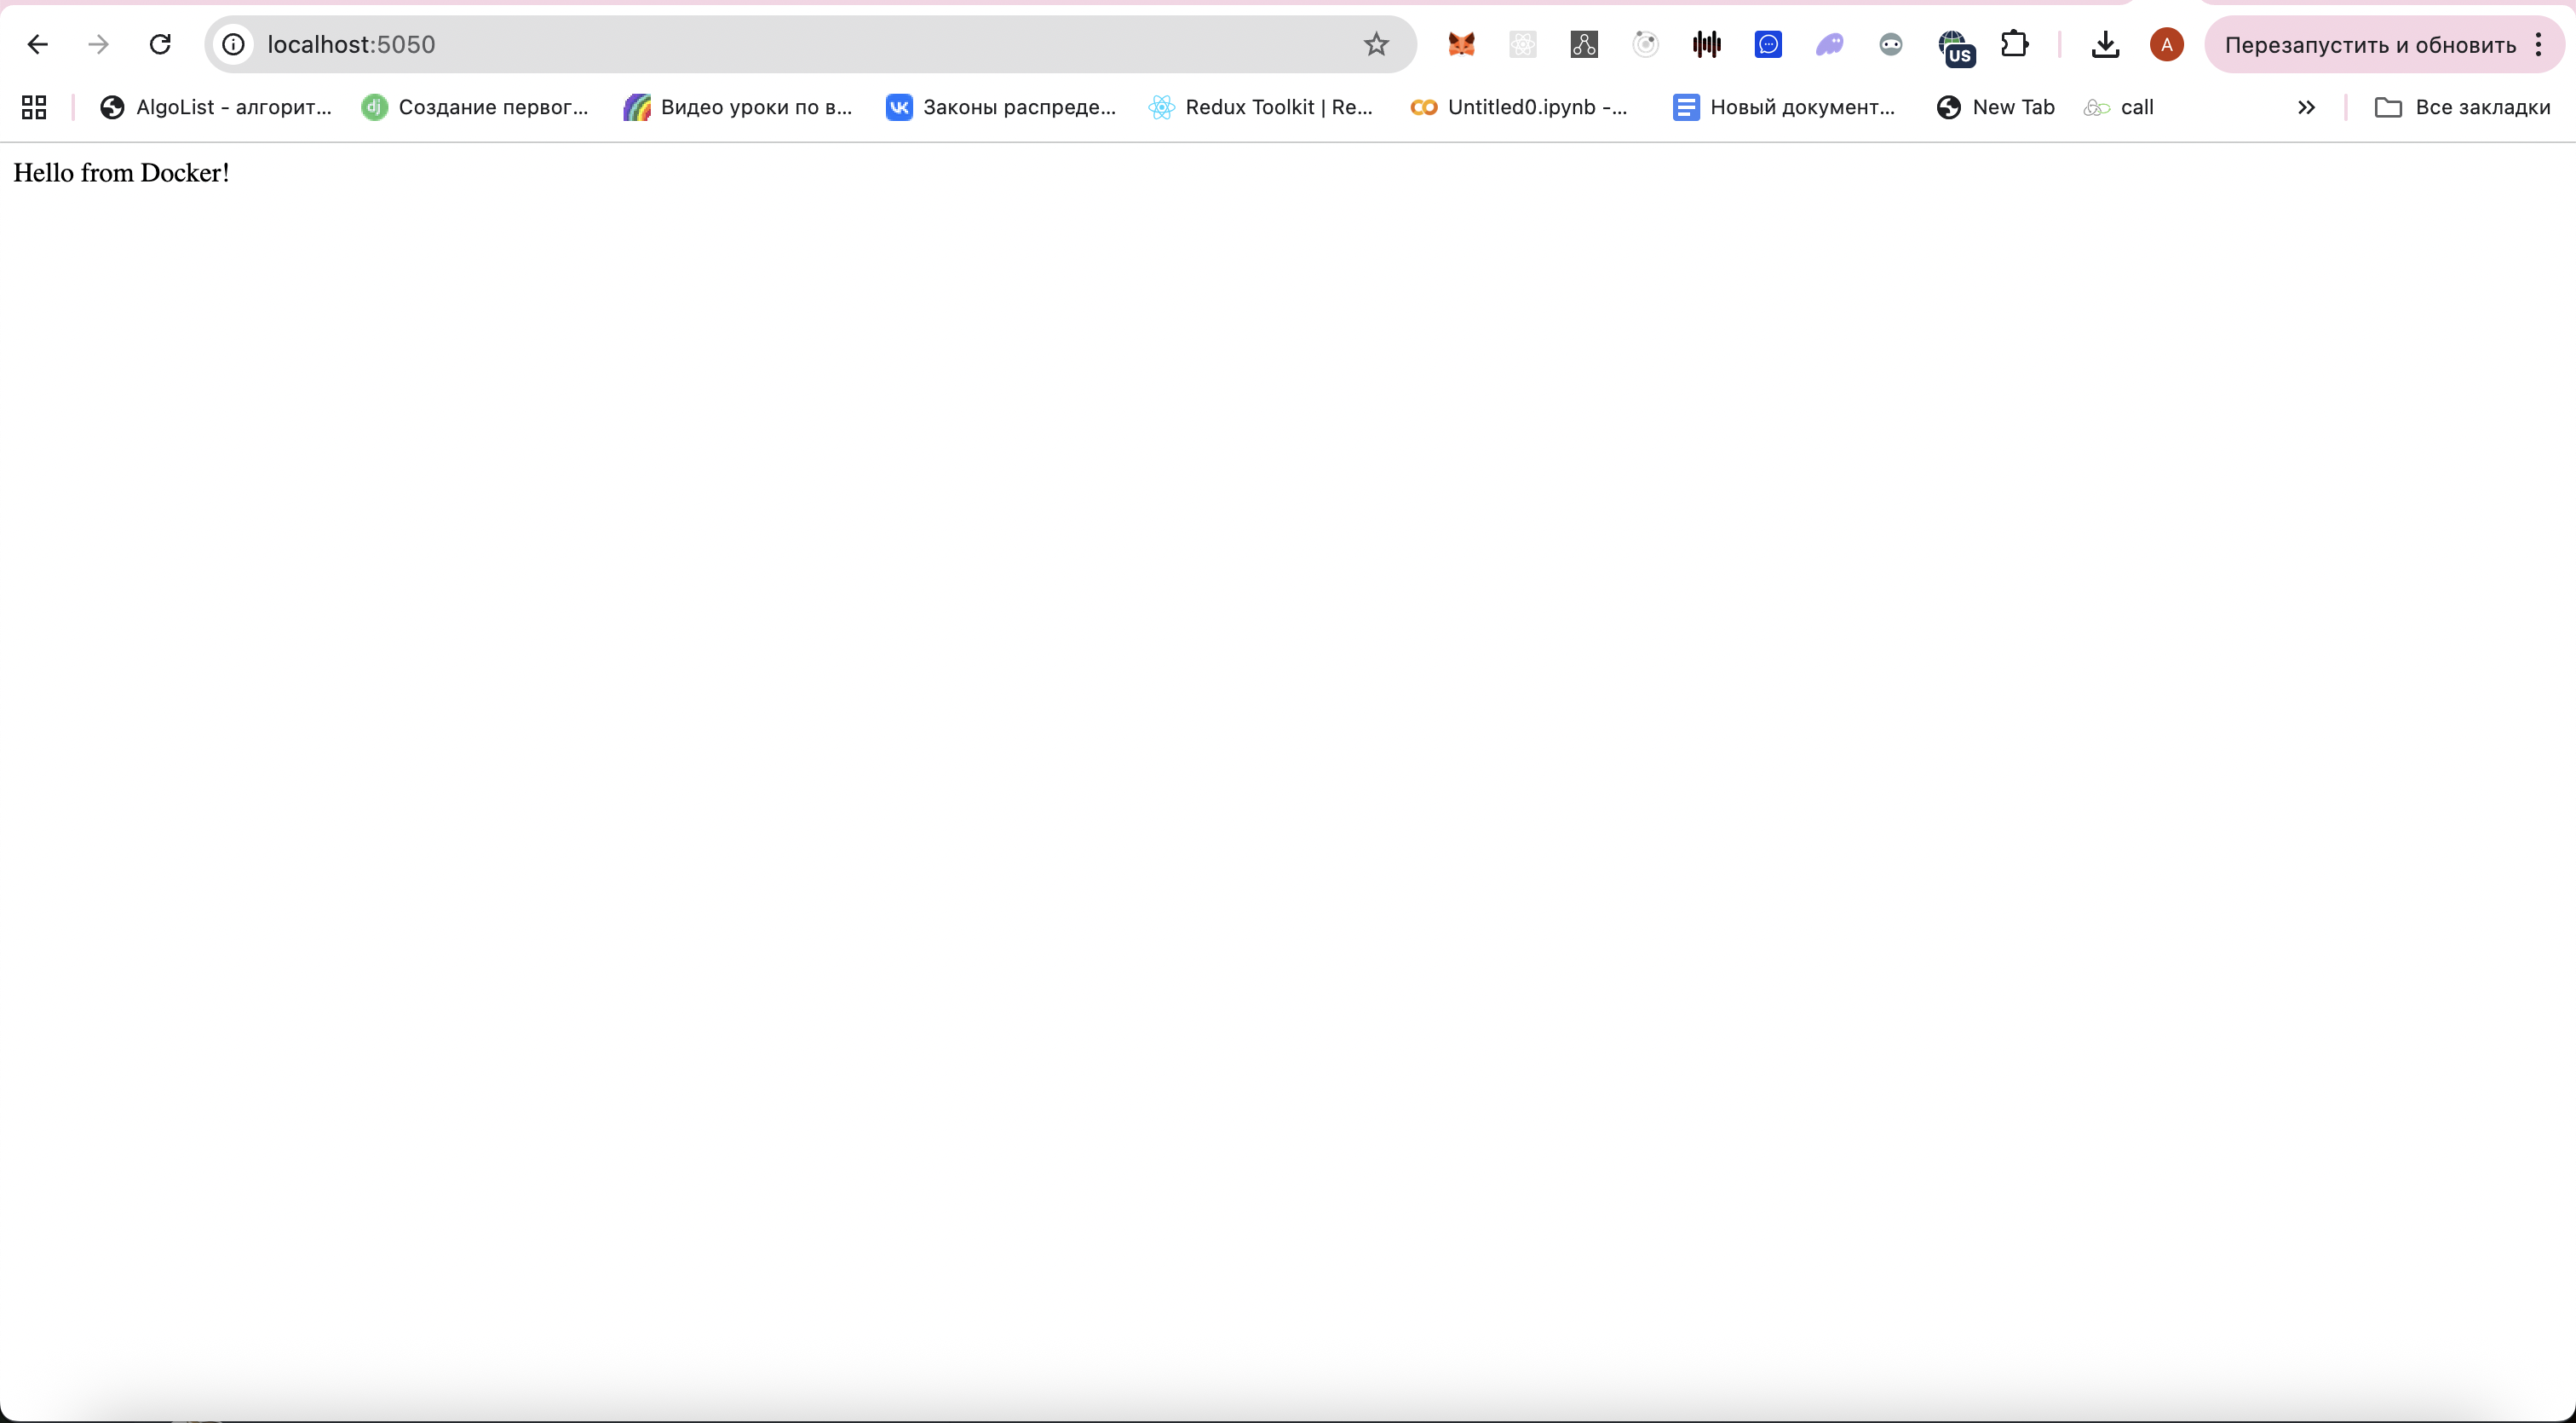 localhost:5050
US
A
Перезапустить и обновить
AlgoList - алгорит...
dj
Создание первог...
Видео уроки по в...
Законы распреде...
Redux Toolkit | Re...
Untitled0.ipynb -...
Новый документ...
New Tab
call
Все закладки
Hello from Docker!